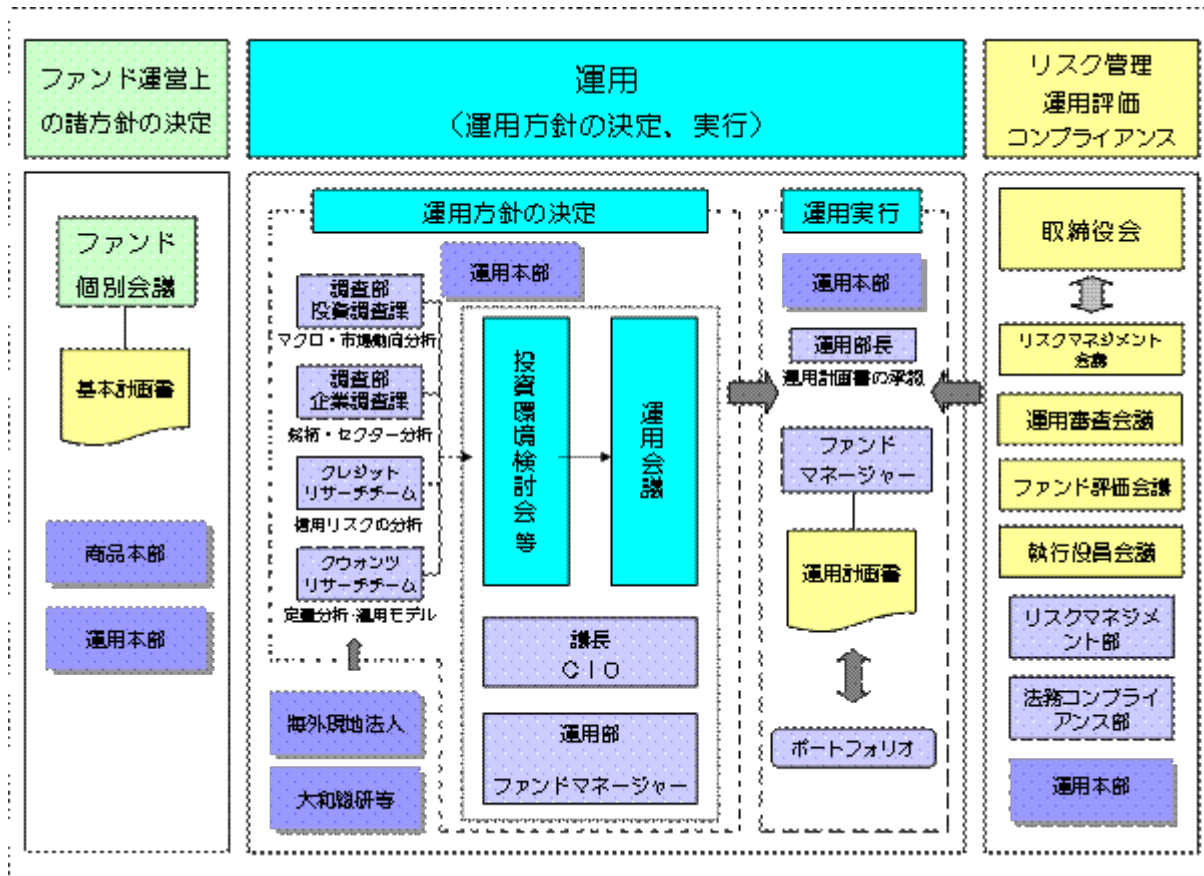 ファンド運営上
の諸方針の決定
運用
(運用方針の決定、実行)
リスク管理
運用評価
コンプライアンス
ファンド
個別会議
基本計画書
商品本部
運用本部
運用方針の決定
運用本部
調査部
投資調査課
マクロ・市場動向分析
調査部
企業調査課
銘柄・セクター分析
クレジット
リサーチチーム
信用リスクの分析
クウォンツ
リサーチチーム
定量分析・運用モデル
海外現地法人
大和総研等
投資環境検討会等
運用会議
議長
CIO
運用部
ファンドマネージャー
運用実行
運用本部
運用部長
運用計画書の承認
ファンド
マネージャー
運用計画書
ポートフォリオ
取締役会
リスクマネジメント
会議
運用審査会議
ファンド評価会議
執行役員会議
リスクマネジメ
ント部
法務コンプライ
アンス部
運用本部